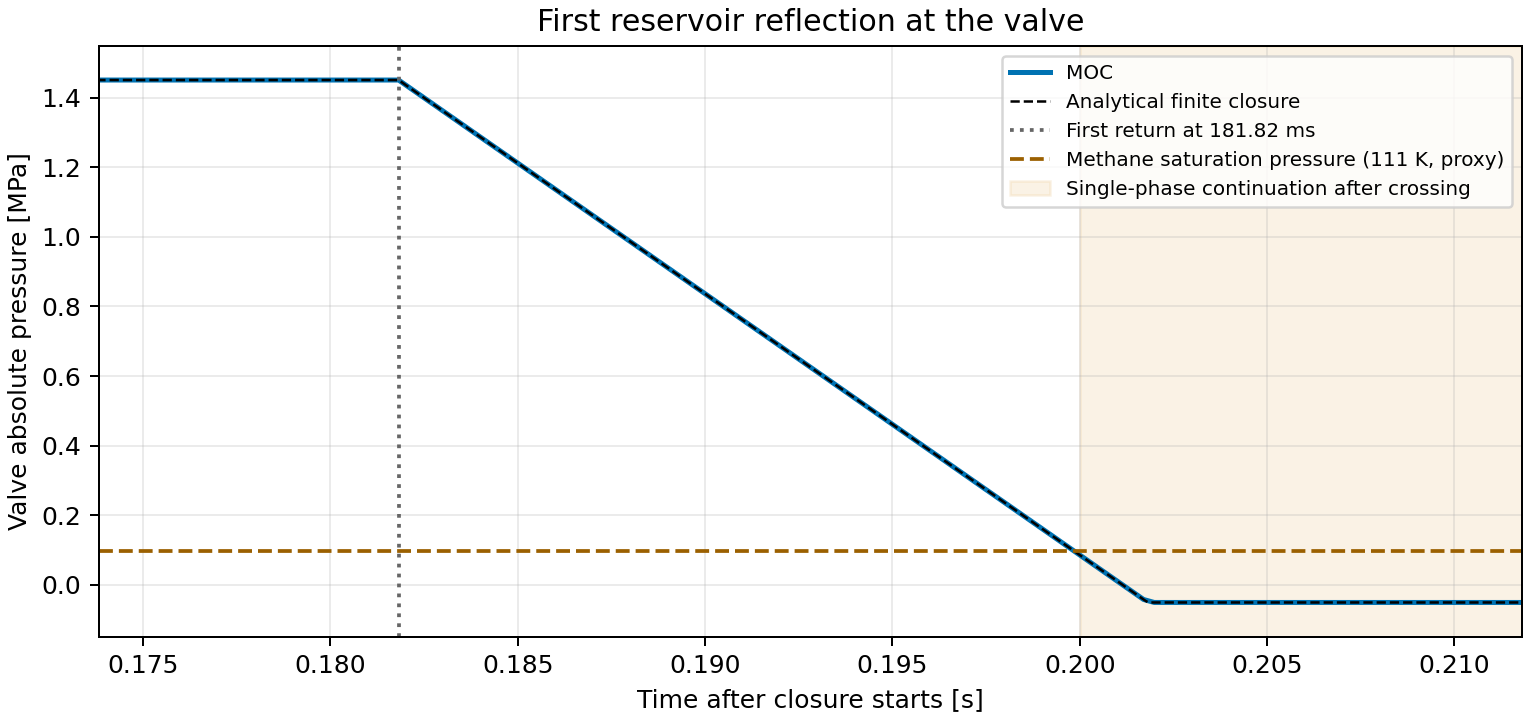 First reservoir reflection at the valve
Valve absolute pressure [MPa]
1.4
1.2
1.0
0.8
0.6
0.4
0.2
0.0
MOC
Analytical finite closure
First return at 181.82 ms
Methane saturation pressure (111 K, proxy)
Single-phase continuation after crossing
0.175 0.180 0.185 0.190 0.195 0.200 0.205 0.210
Time after closure starts [s]